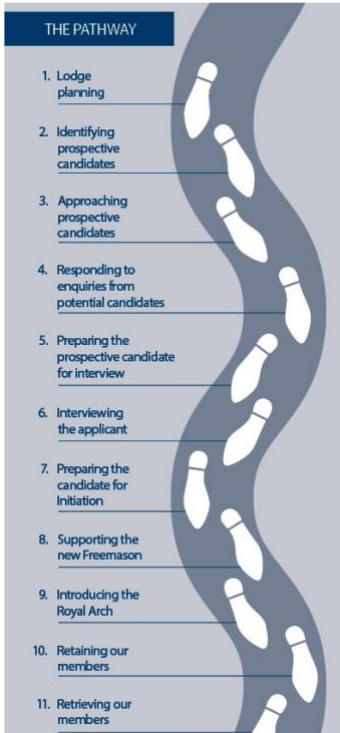 THE PATHWAY
1. Lodge
planning
2. Identifying
prospective
candidates
3. Approaching
prospective
candidates
4. Responding to
enquiries from
potential candidates
5. Preparing the
prospective candidate
for interview
6. Interviewing
the applicant
7. Preparing the
candidate for
Initiation
8. Supporting the
new Freemason
9. Introducing the
Royal Arch
10. Retaining our
members
11. Retrieving our
members